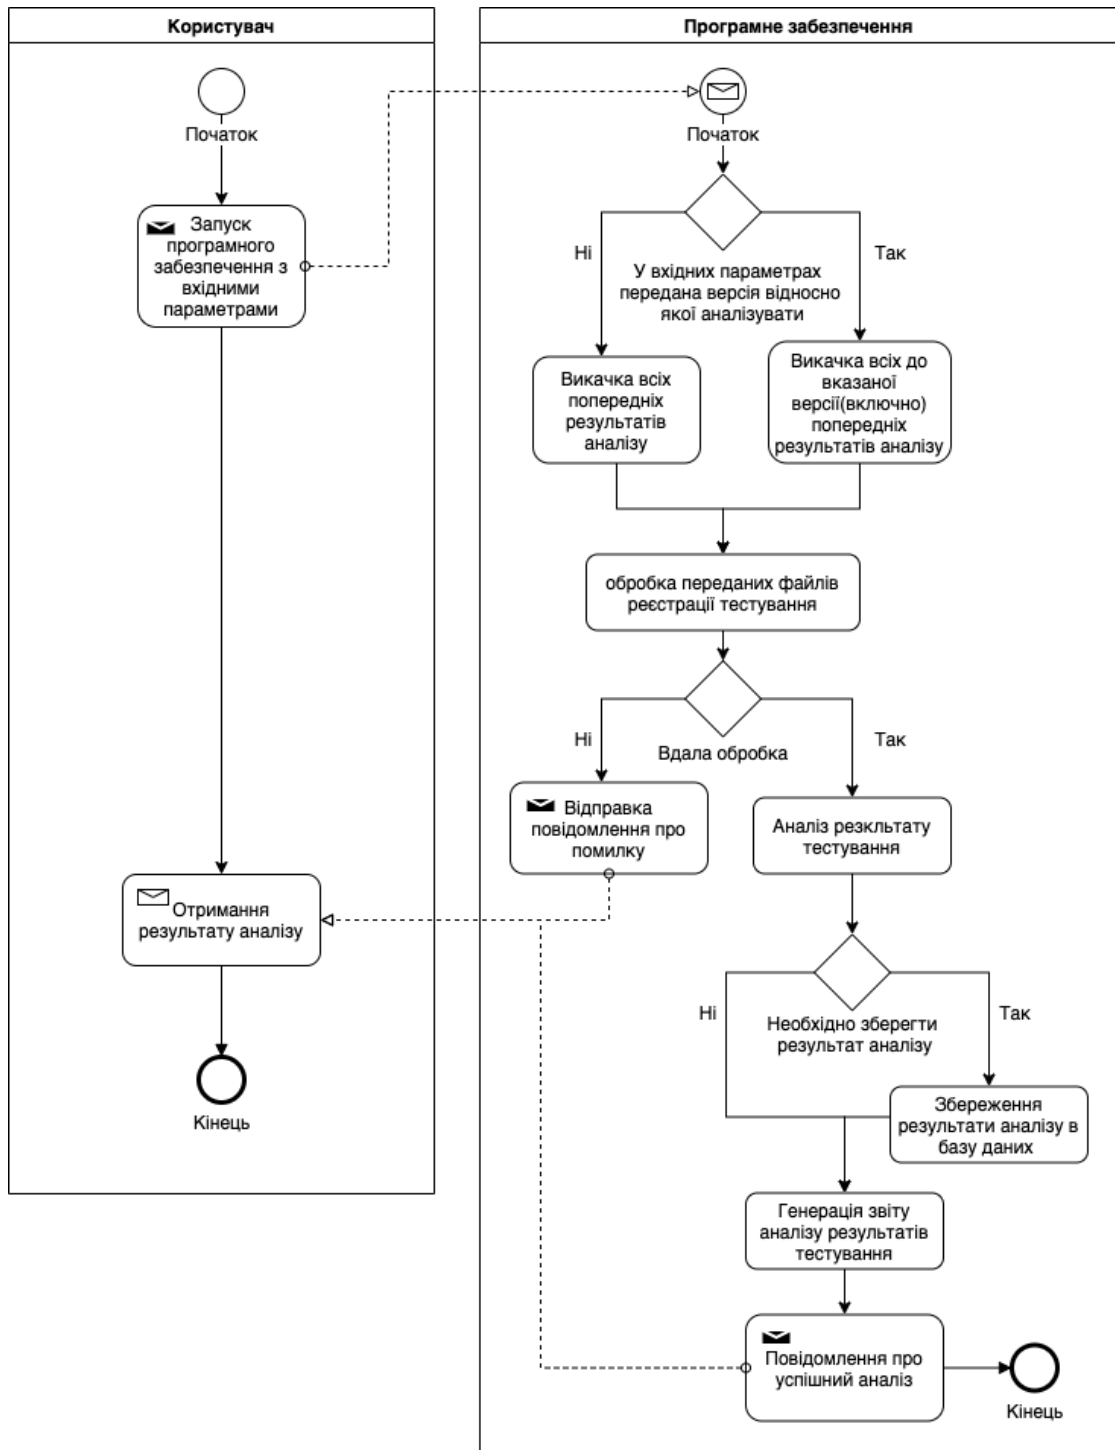 Користувач
Початок
Запуск
програмного
забезпечення з
вхідними
параметрами
Отримання
результату аналізу
Кінець
Програмне забезпечення
Початок
Ні
Так
У вхідних параметрах
передана версія відносно
якої аналізувати
Викачка всіх
попередніх
результатів
аналізу
Викачка всіх до
вказаної
версії(включно)
попередніх
результатів аналізу
обробка переданих файлів
реєстрації тестування
Ні
Вдала обробка
Так
Відправка
повідомлення про
помилку
Аналіз резкльтату
тестування
Ні
Необхідно зберегти
результат аналізу
Так
Збереження
результати аналізу в
базу даних
Генерація звіту
аналізу результатів
тестування
Повідомлення про
успішний аналіз
Кінець